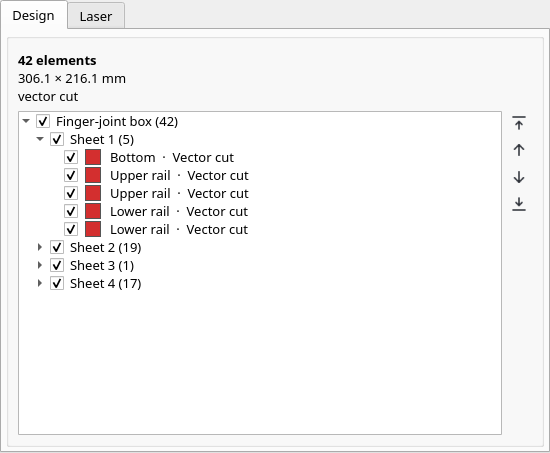 Design
Laser
42 elements
306.1 × 216.1 mm
vector cut
Finger-joint box (42)
Sheet 1 (5)
Bottom · Vector cut
Upper rail · Vector cut
Upper rail · Vector cut
Lower rail · Vector cut
Lower rail · Vector cut
Sheet 2 (19)
Sheet 3 (1)
Sheet 4 (17)